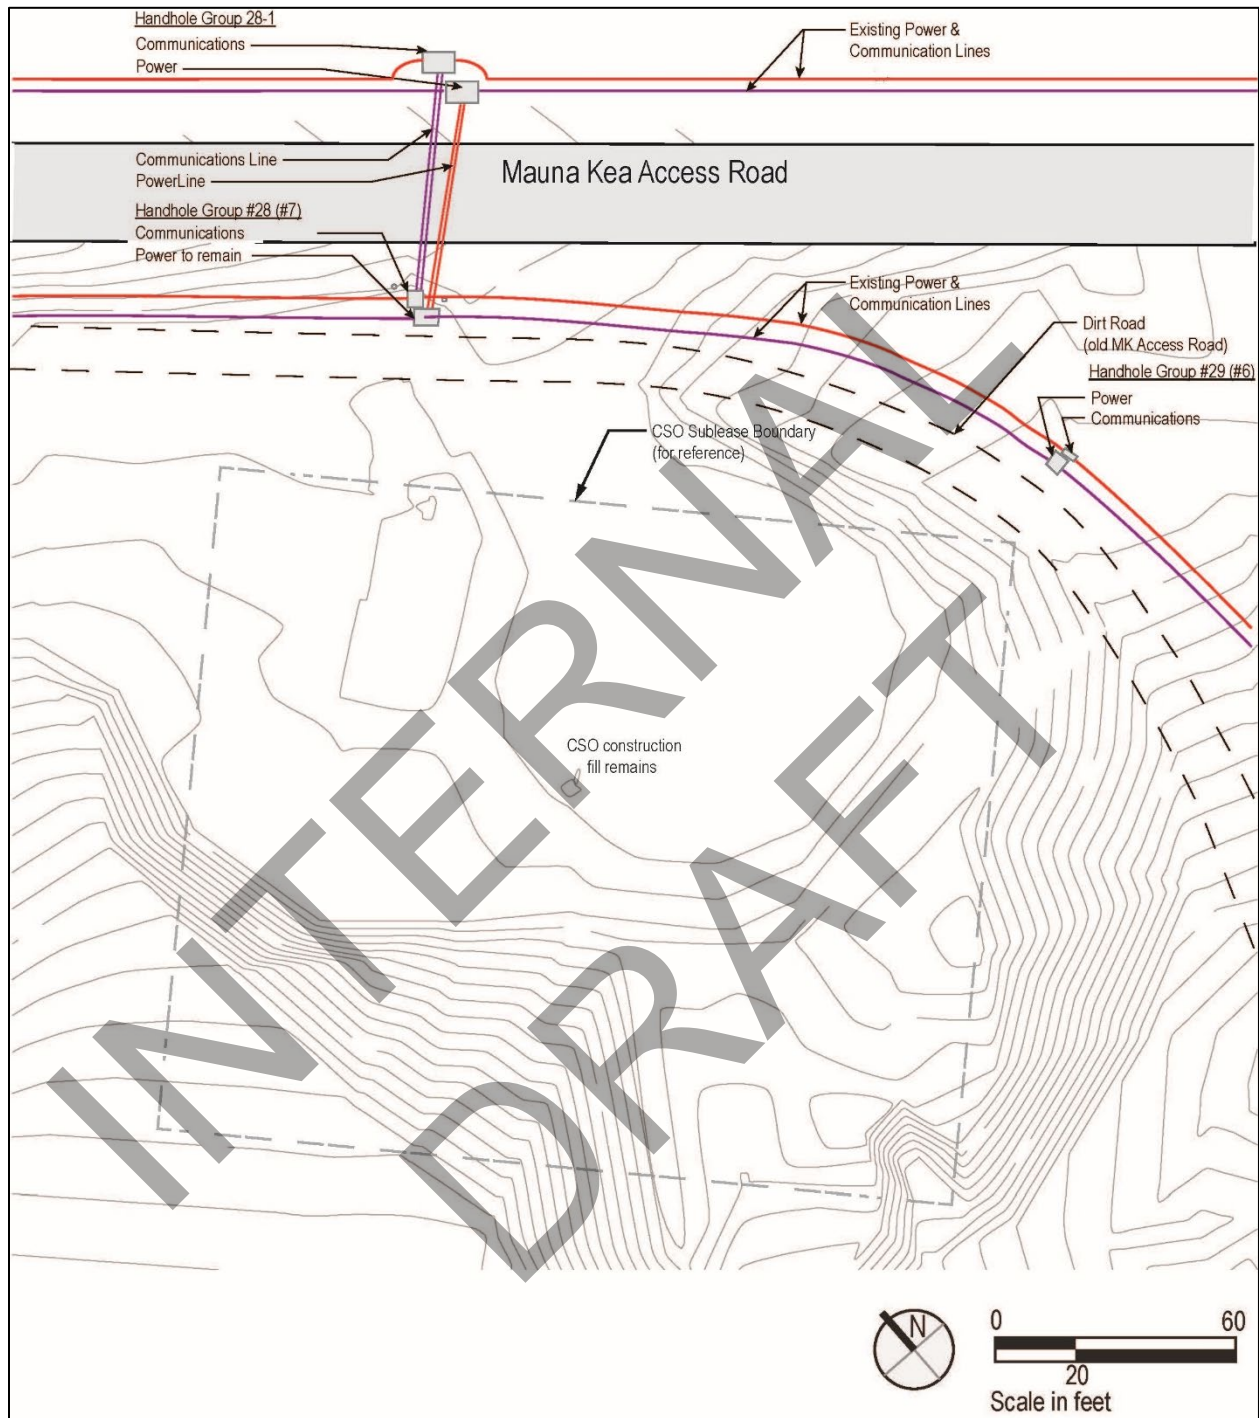 Handhole Group 28-1
Communications
Power
Existing Power &
Communication Lines
Communications Line
PowerLine
Mauna Kea Access Road
Handhole Group #28 (#7)
Communications
Power to remain
Existing Power &
Communication Lines
Dirt Road
(old MK Access Road)
Handhole Group #29 (#6)
Power
Communications
CSO Sublease Boundary
(for reference)
CSO construction
fill remains
INTERNAL
DRAFT
N
0
60
20
Scale in feet